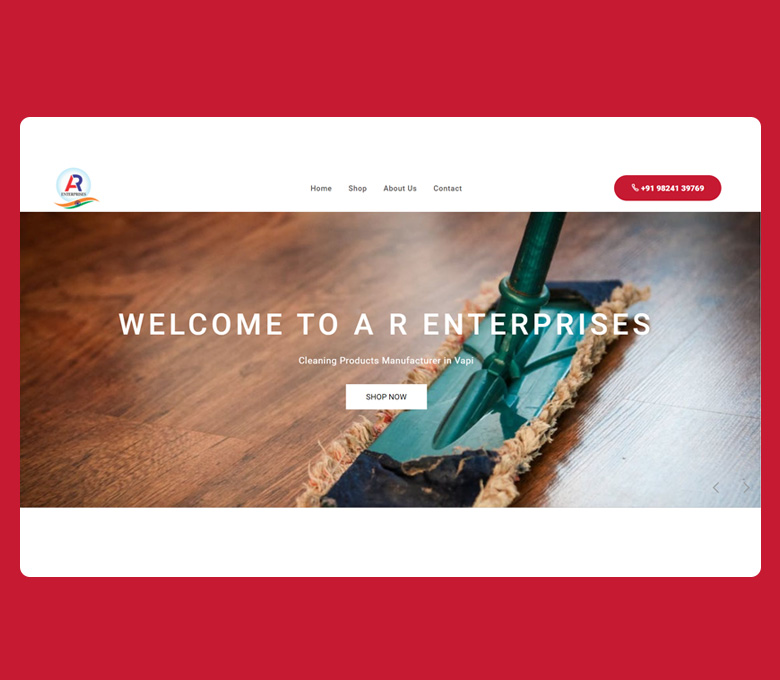 AR
ENTERPRISES
Home Shop About Us Contact
+91 98241 39769
WELCOME TO A R ENTERPRISES
Cleaning Products Manufacturer in Vapi
SHOP NOW